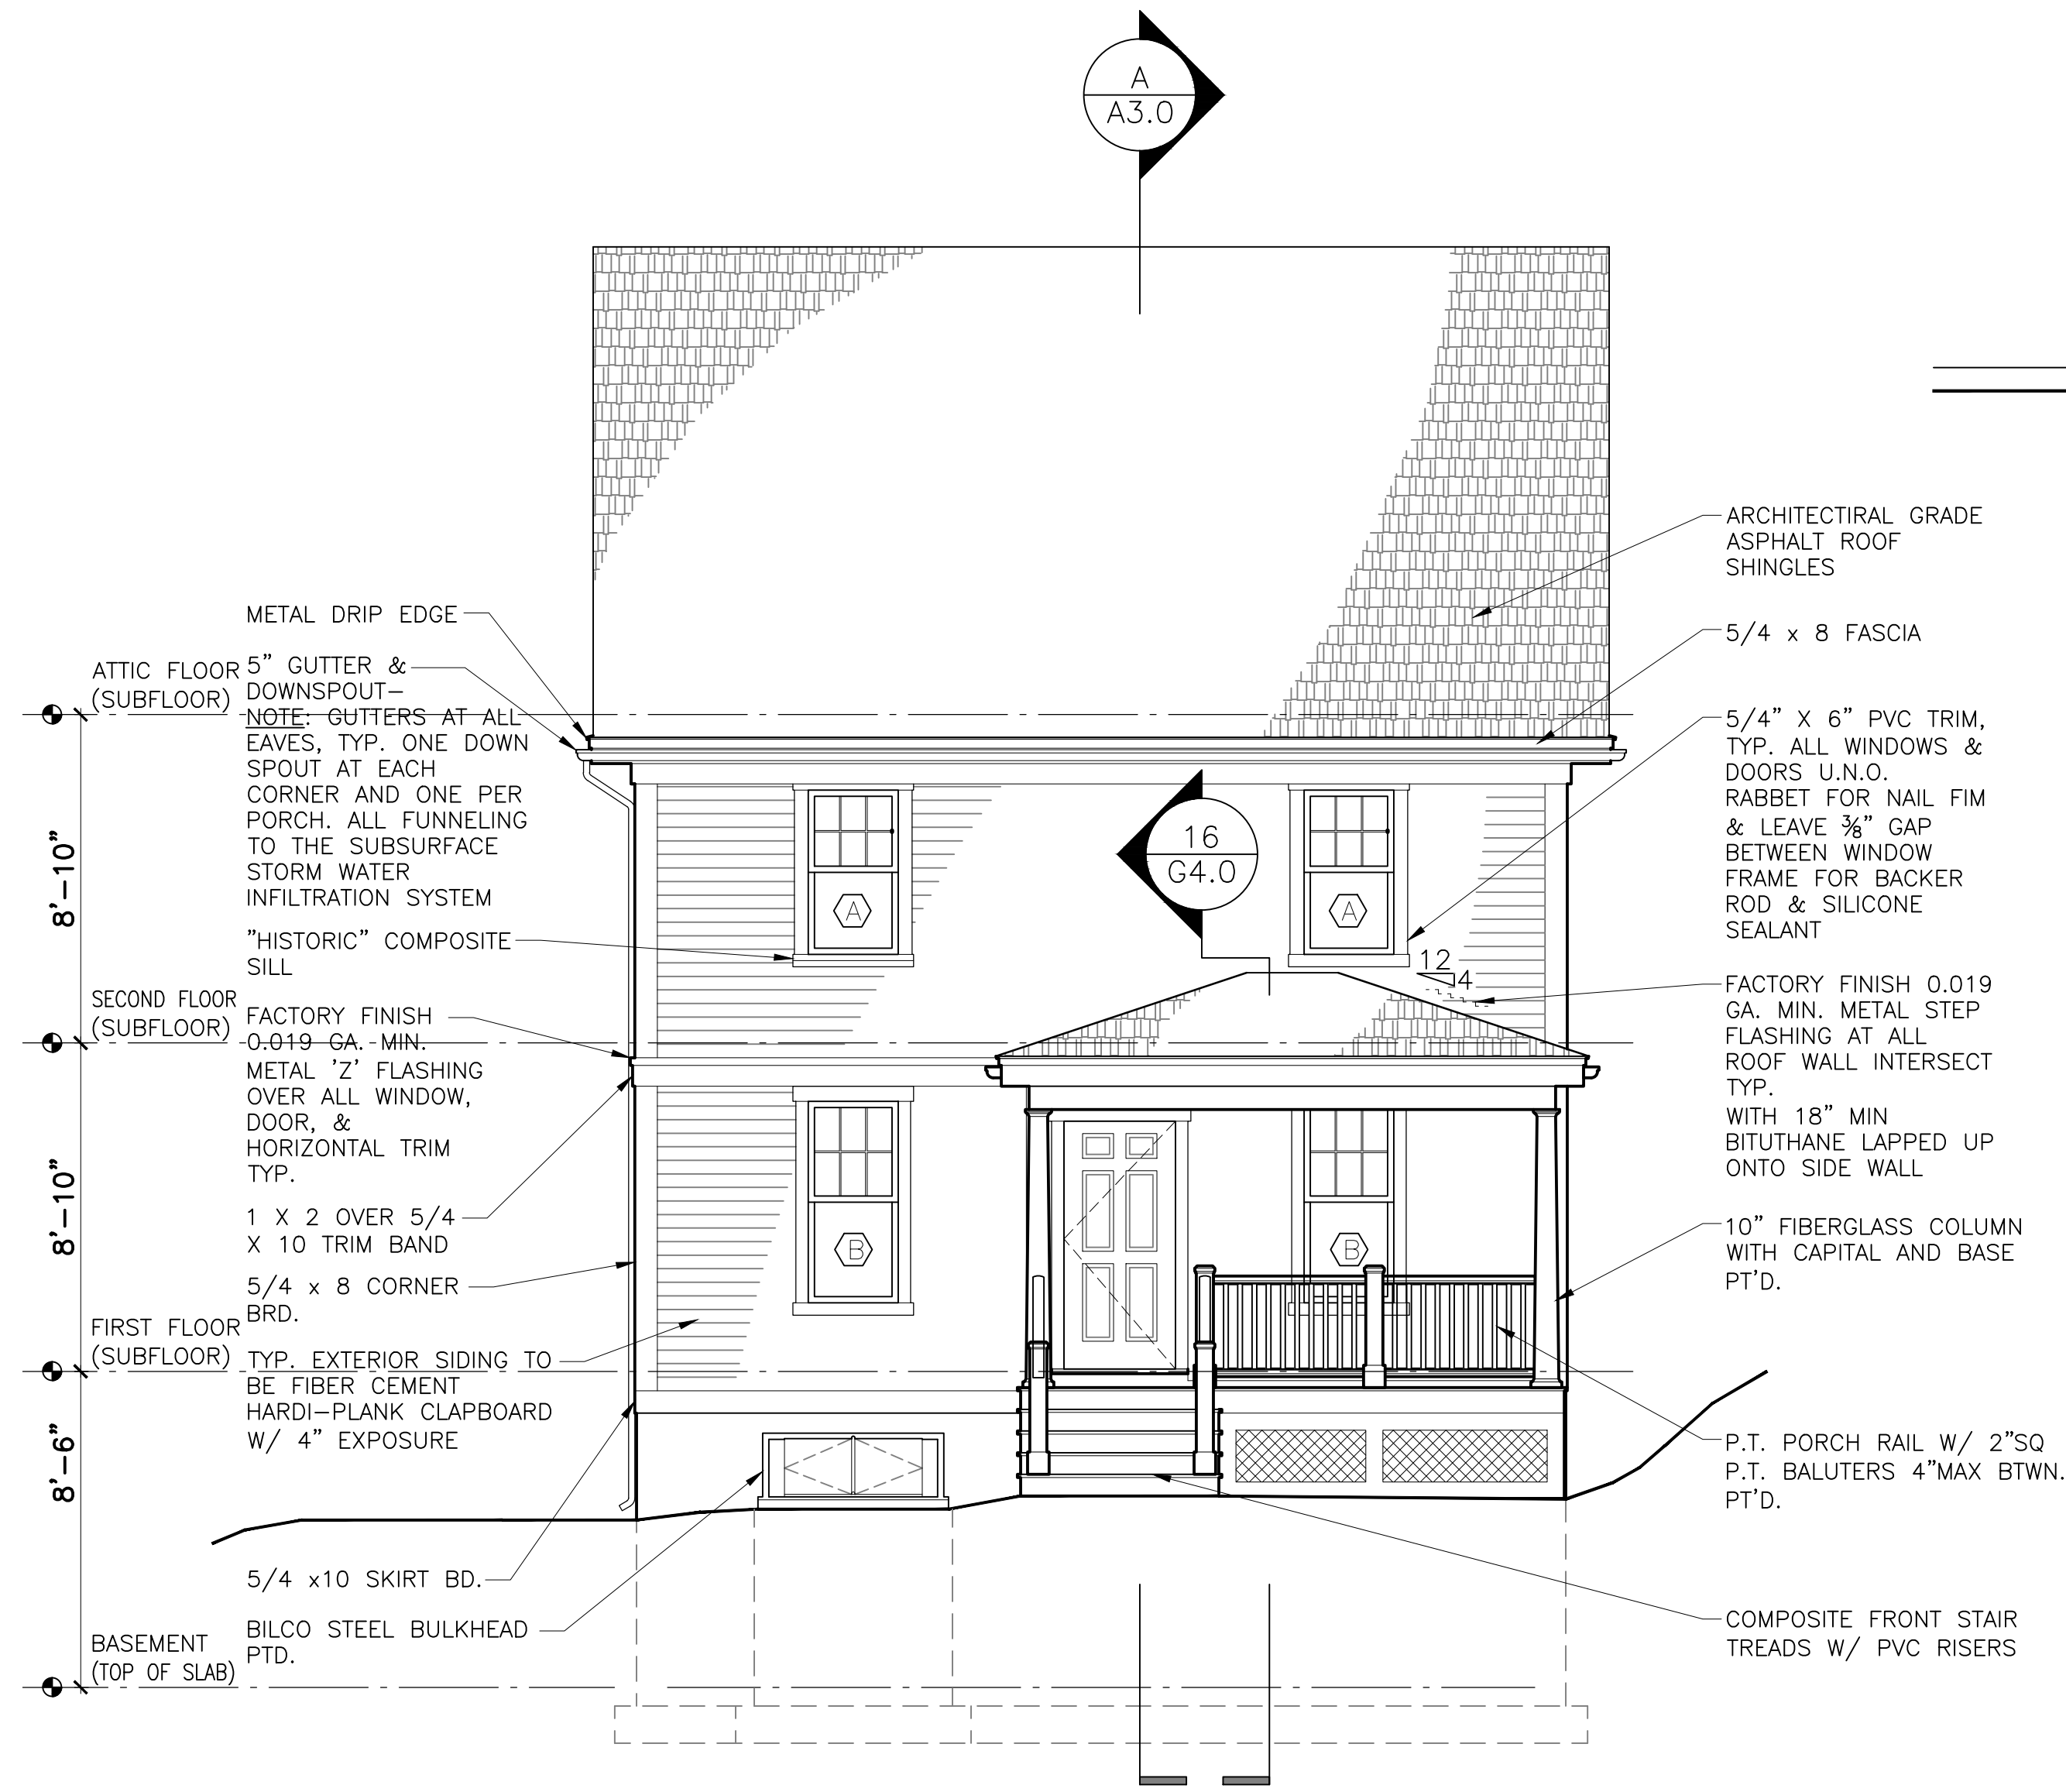 A
A3.0
METAL DRIP EDGE
5” GUTTER &
DOWNSPOUT–
NOTE: GUTTERS AT ALL
EAVES, TYP. ONE DOWN
SPOUT AT EACH
CORNER AND ONE PER
PORCH. ALL FUNNELING
TO THE SUBSURFACE
STORM WATER
INFILTRATION SYSTEM
"HISTORIC" COMPOSITE
SILL
FACTORY FINISH
0.019 GA. MIN.
METAL 'Z' FLASHING
OVER ALL WINDOW,
DOOR, &
HORIZONTAL TRIM
TYP.
1 X 2 OVER 5/4
X 10 TRIM BAND
5/4 x 8 CORNER
BRD.
TYP. EXTERIOR SIDING TO
BE FIBER CEMENT
HARDI–PLANK CLAPBOARD
W/ 4” EXPOSURE
5/4 x10 SKIRT BD.
BILCO STEEL BULKHEAD
PTD.
ATTIC FLOOR
(SUBFLOOR)
8'–10”
SECOND FLOOR
(SUBFLOOR)
8'–10”
FIRST FLOOR
(SUBFLOOR)
8'–6”
BASEMENT
(TOP OF SLAB)
A
16
G4.0
A
12
4
B
B
ARCHITECTIRAL GRADE
ASPHALT ROOF
SHINGLES
5/4 x 8 FASCIA
5/4” X 6” PVC TRIM,
TYP. ALL WINDOWS &
DOORS U.N.O.
RABBET FOR NAIL FIM
& LEAVE ⅜” GAP
BETWEEN WINDOW
FRAME FOR BACKER
ROD & SILICONE
SEALANT
FACTORY FINISH 0.019
GA. MIN. METAL STEP
FLASHING AT ALL
ROOF WALL INTERSECT
TYP.
WITH 18” MIN
BITUTHANE LAPPED UP
ONTO SIDE WALL
10” FIBERGLASS COLUMN
WITH CAPITAL AND BASE
PT'D.
P.T. PORCH RAIL W/ 2”SQ
P.T. BALUTERS 4”MAX BTWN.
PT'D.
COMPOSITE FRONT STAIR
TREADS W/ PVC RISERS